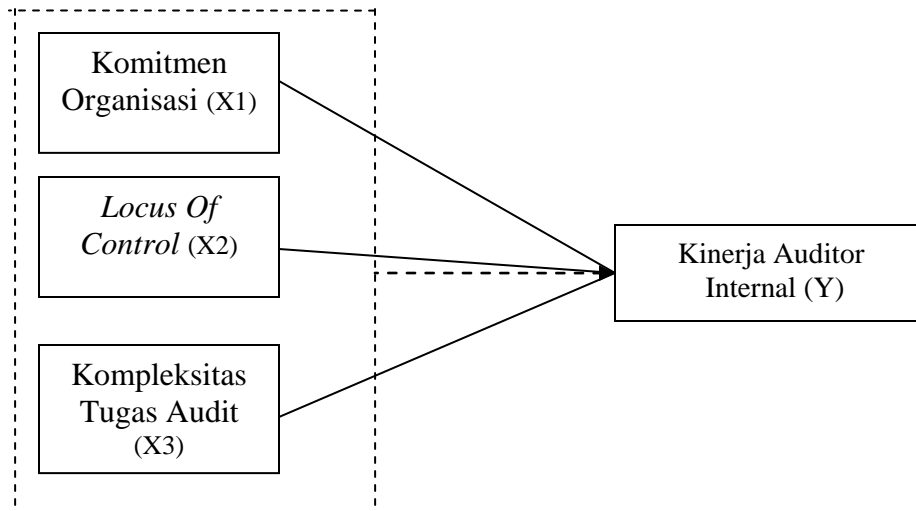 Komitmen
Organisasi (X1)
Locus Of
Control (X2)
Kompleksitas
Tugas Audit
(X3)
Kinerja Auditor
Internal (Y)